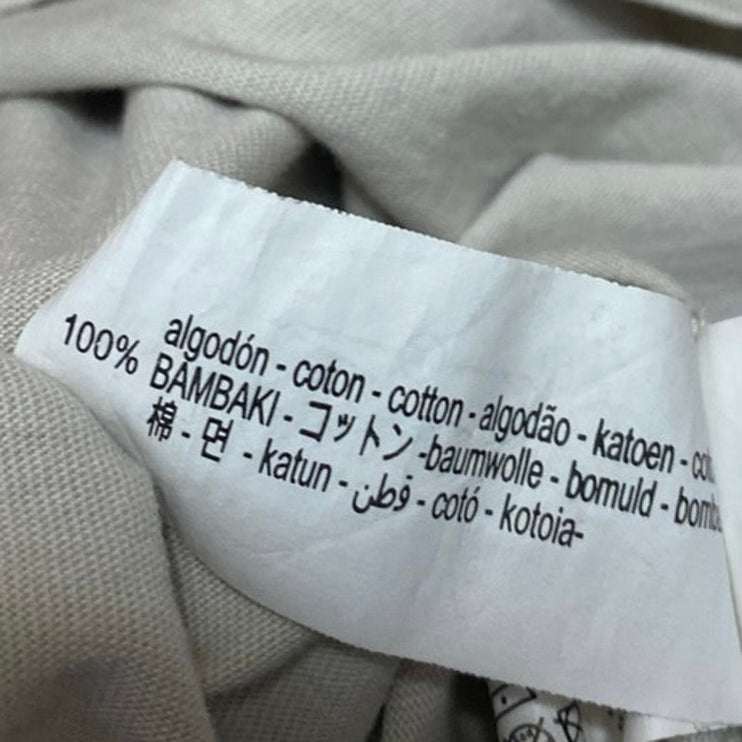 100% algodón - coton - cotton - algodão - katoen -
BAMBAKI - コットン -baumwolle - bomuld -
棉 - 면 - katun - قطن - cotó - kotoia-